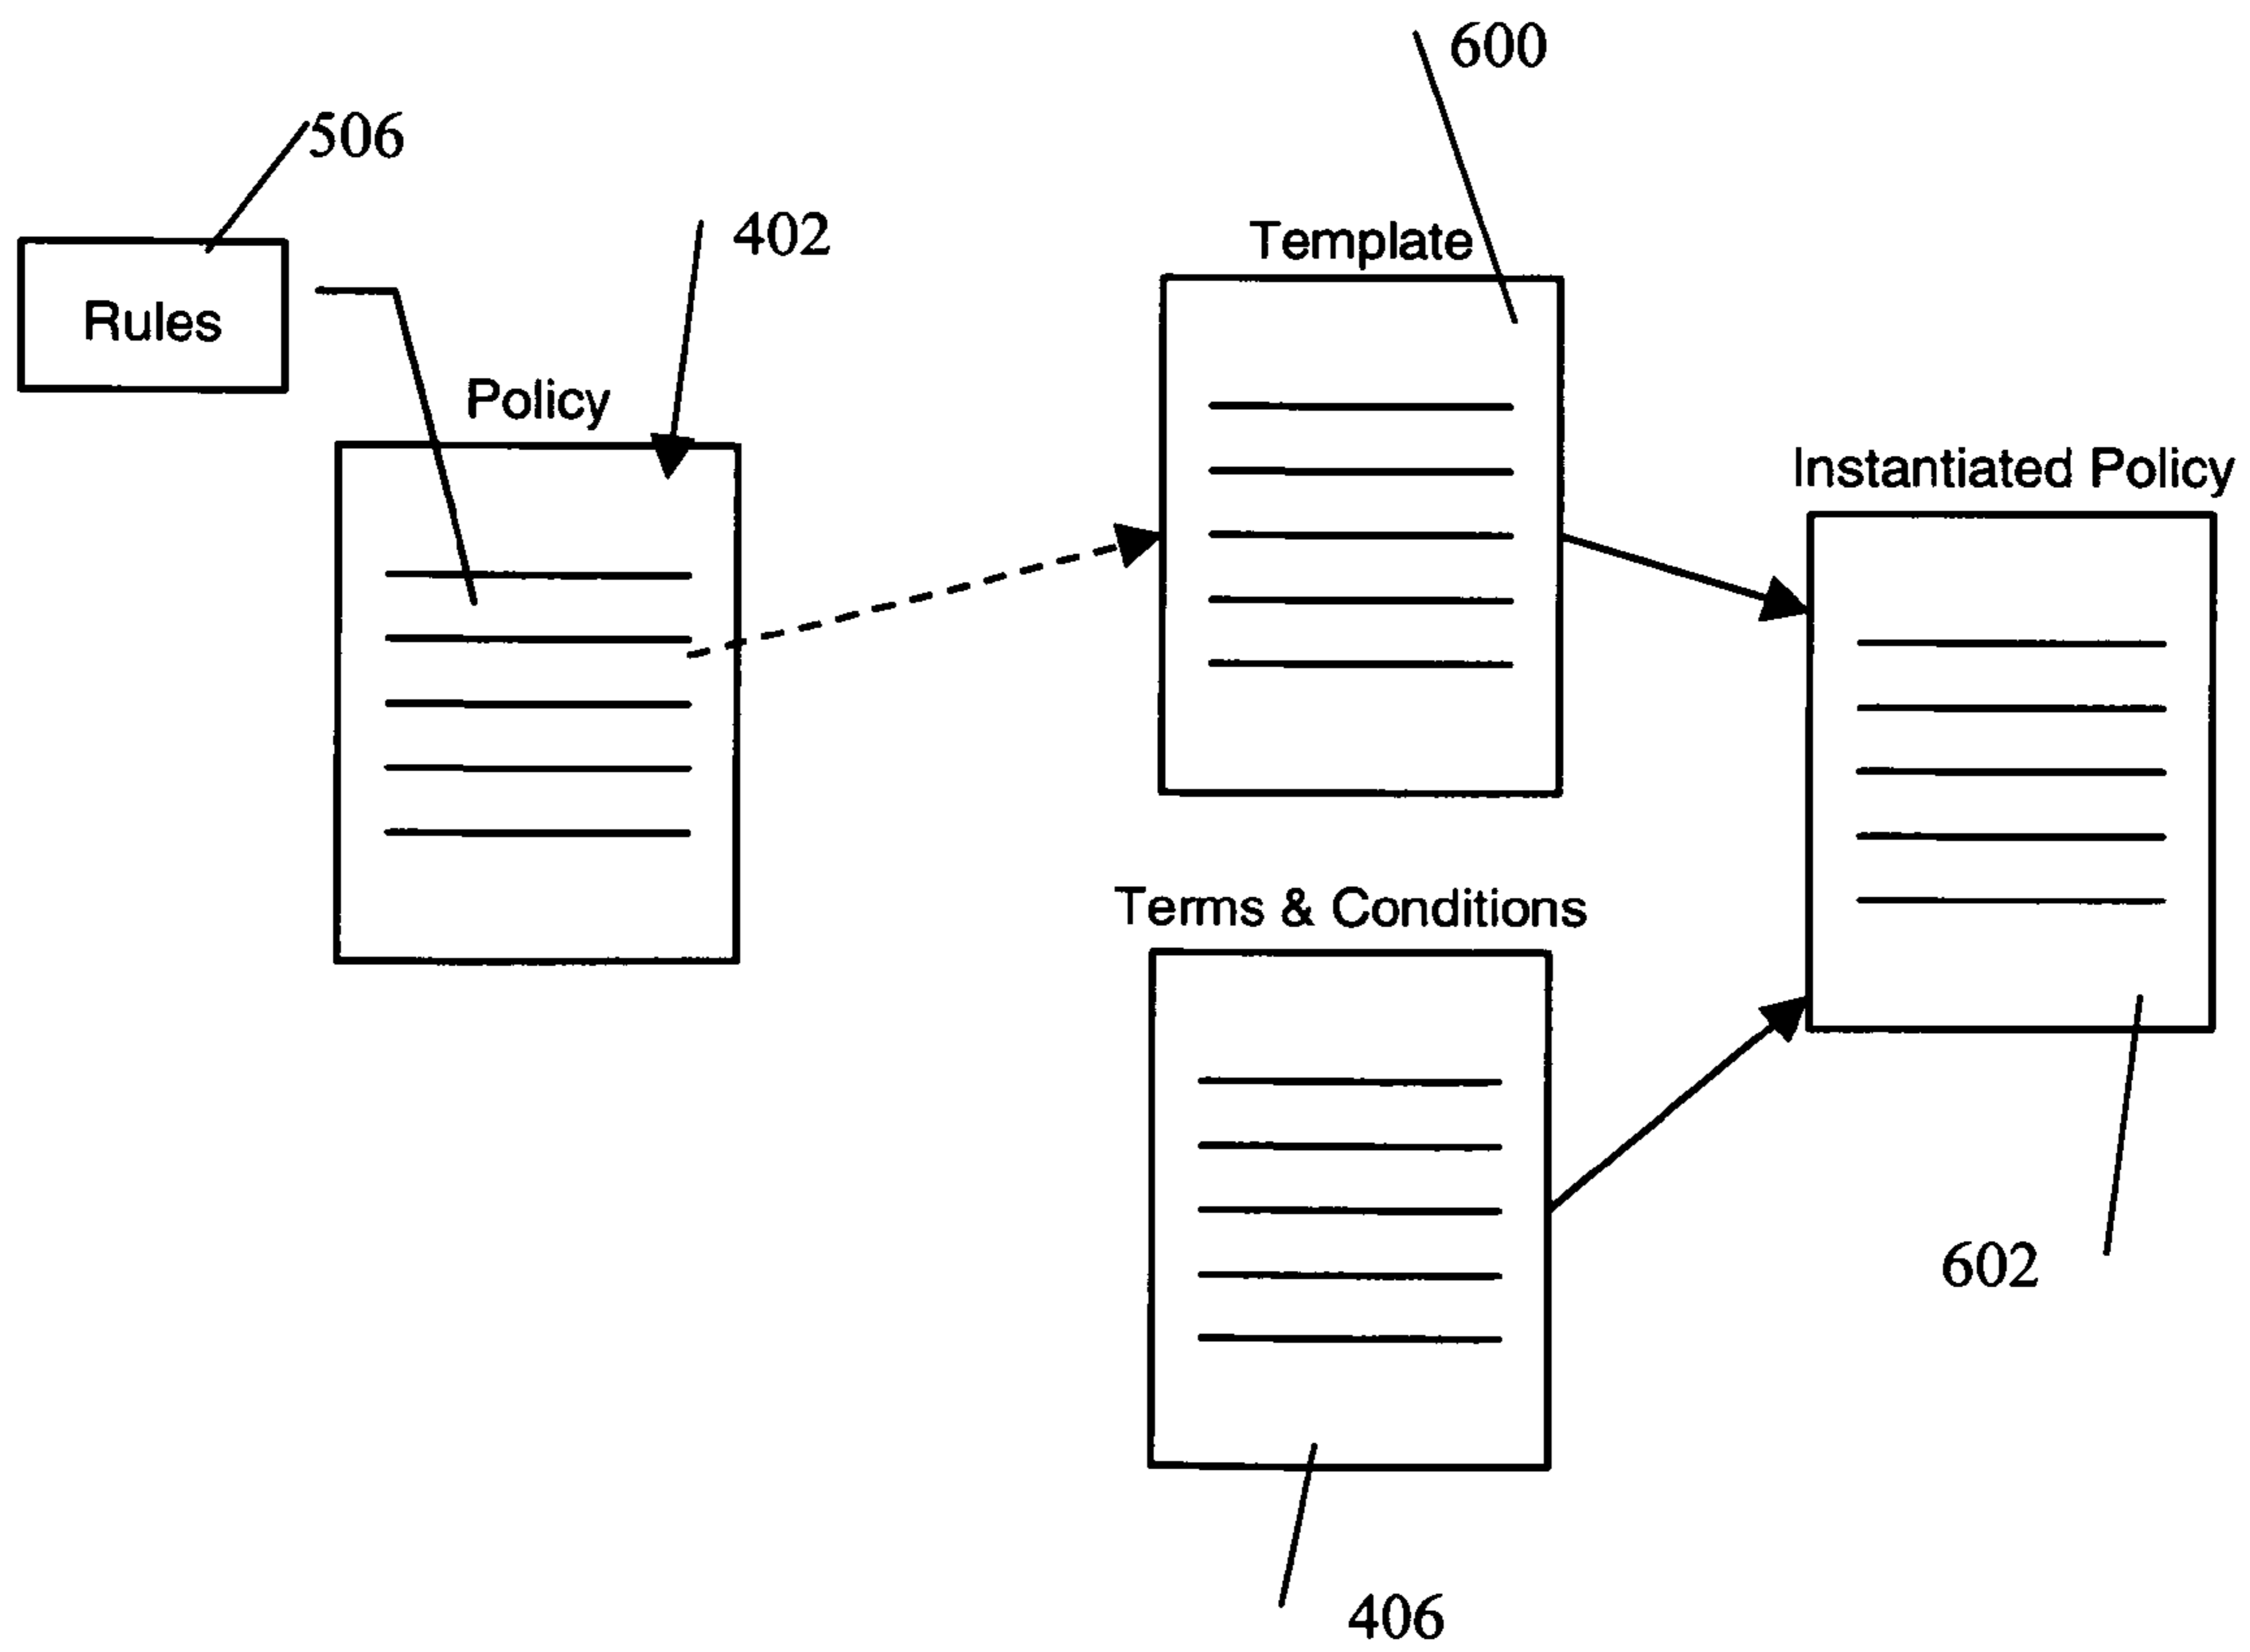 600
506
402
Template
Rules
Policy
Instantiated Policy
Terms & Conditions
602
406